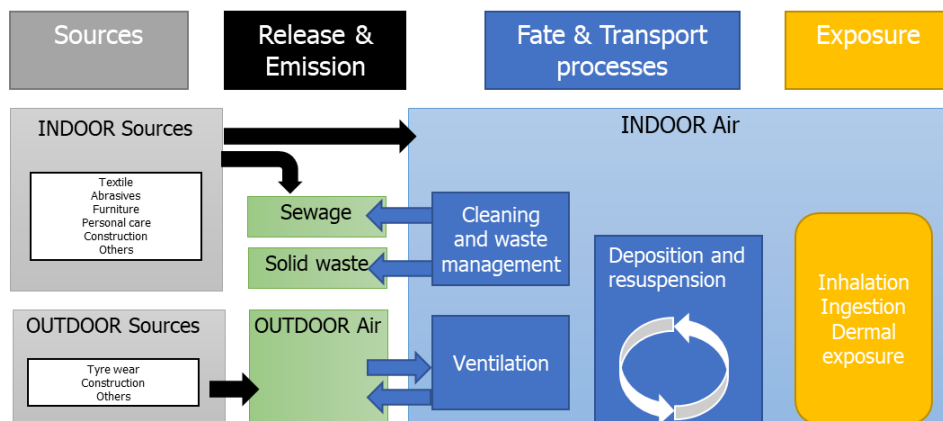 Sources
Release &
Emission
Fate & Transport
processes
Exposure
INDOOR Sources
Textile
Abrasives
Furniture
Personal care
Construction
Others
INDOOR Air
Sewage
Solid waste
Cleaning
and waste
management
Deposition and
resuspension
Inhalation
Ingestion
Dermal
exposure
OUTDOOR Sources
Tyre wear
Construction
Others
OUTDOOR Air
Ventilation